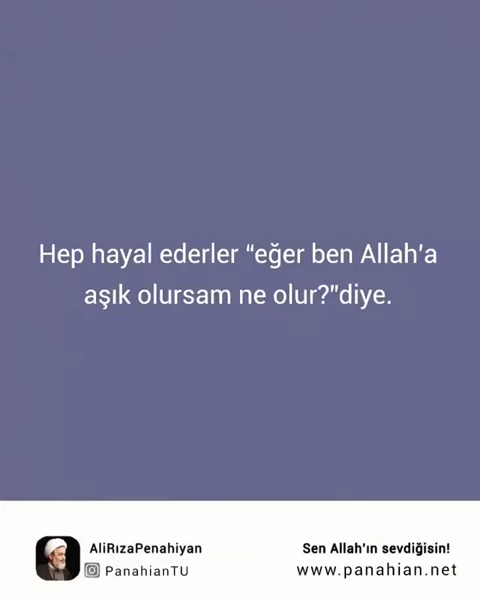 Hep hayal ederler “eğer ben Allah'a
aşık olursam ne olur?"diye.
AliRızaPenahiyan
PanahianTU
Sen Allah'ın sevdiğisin!
www.panahian.net